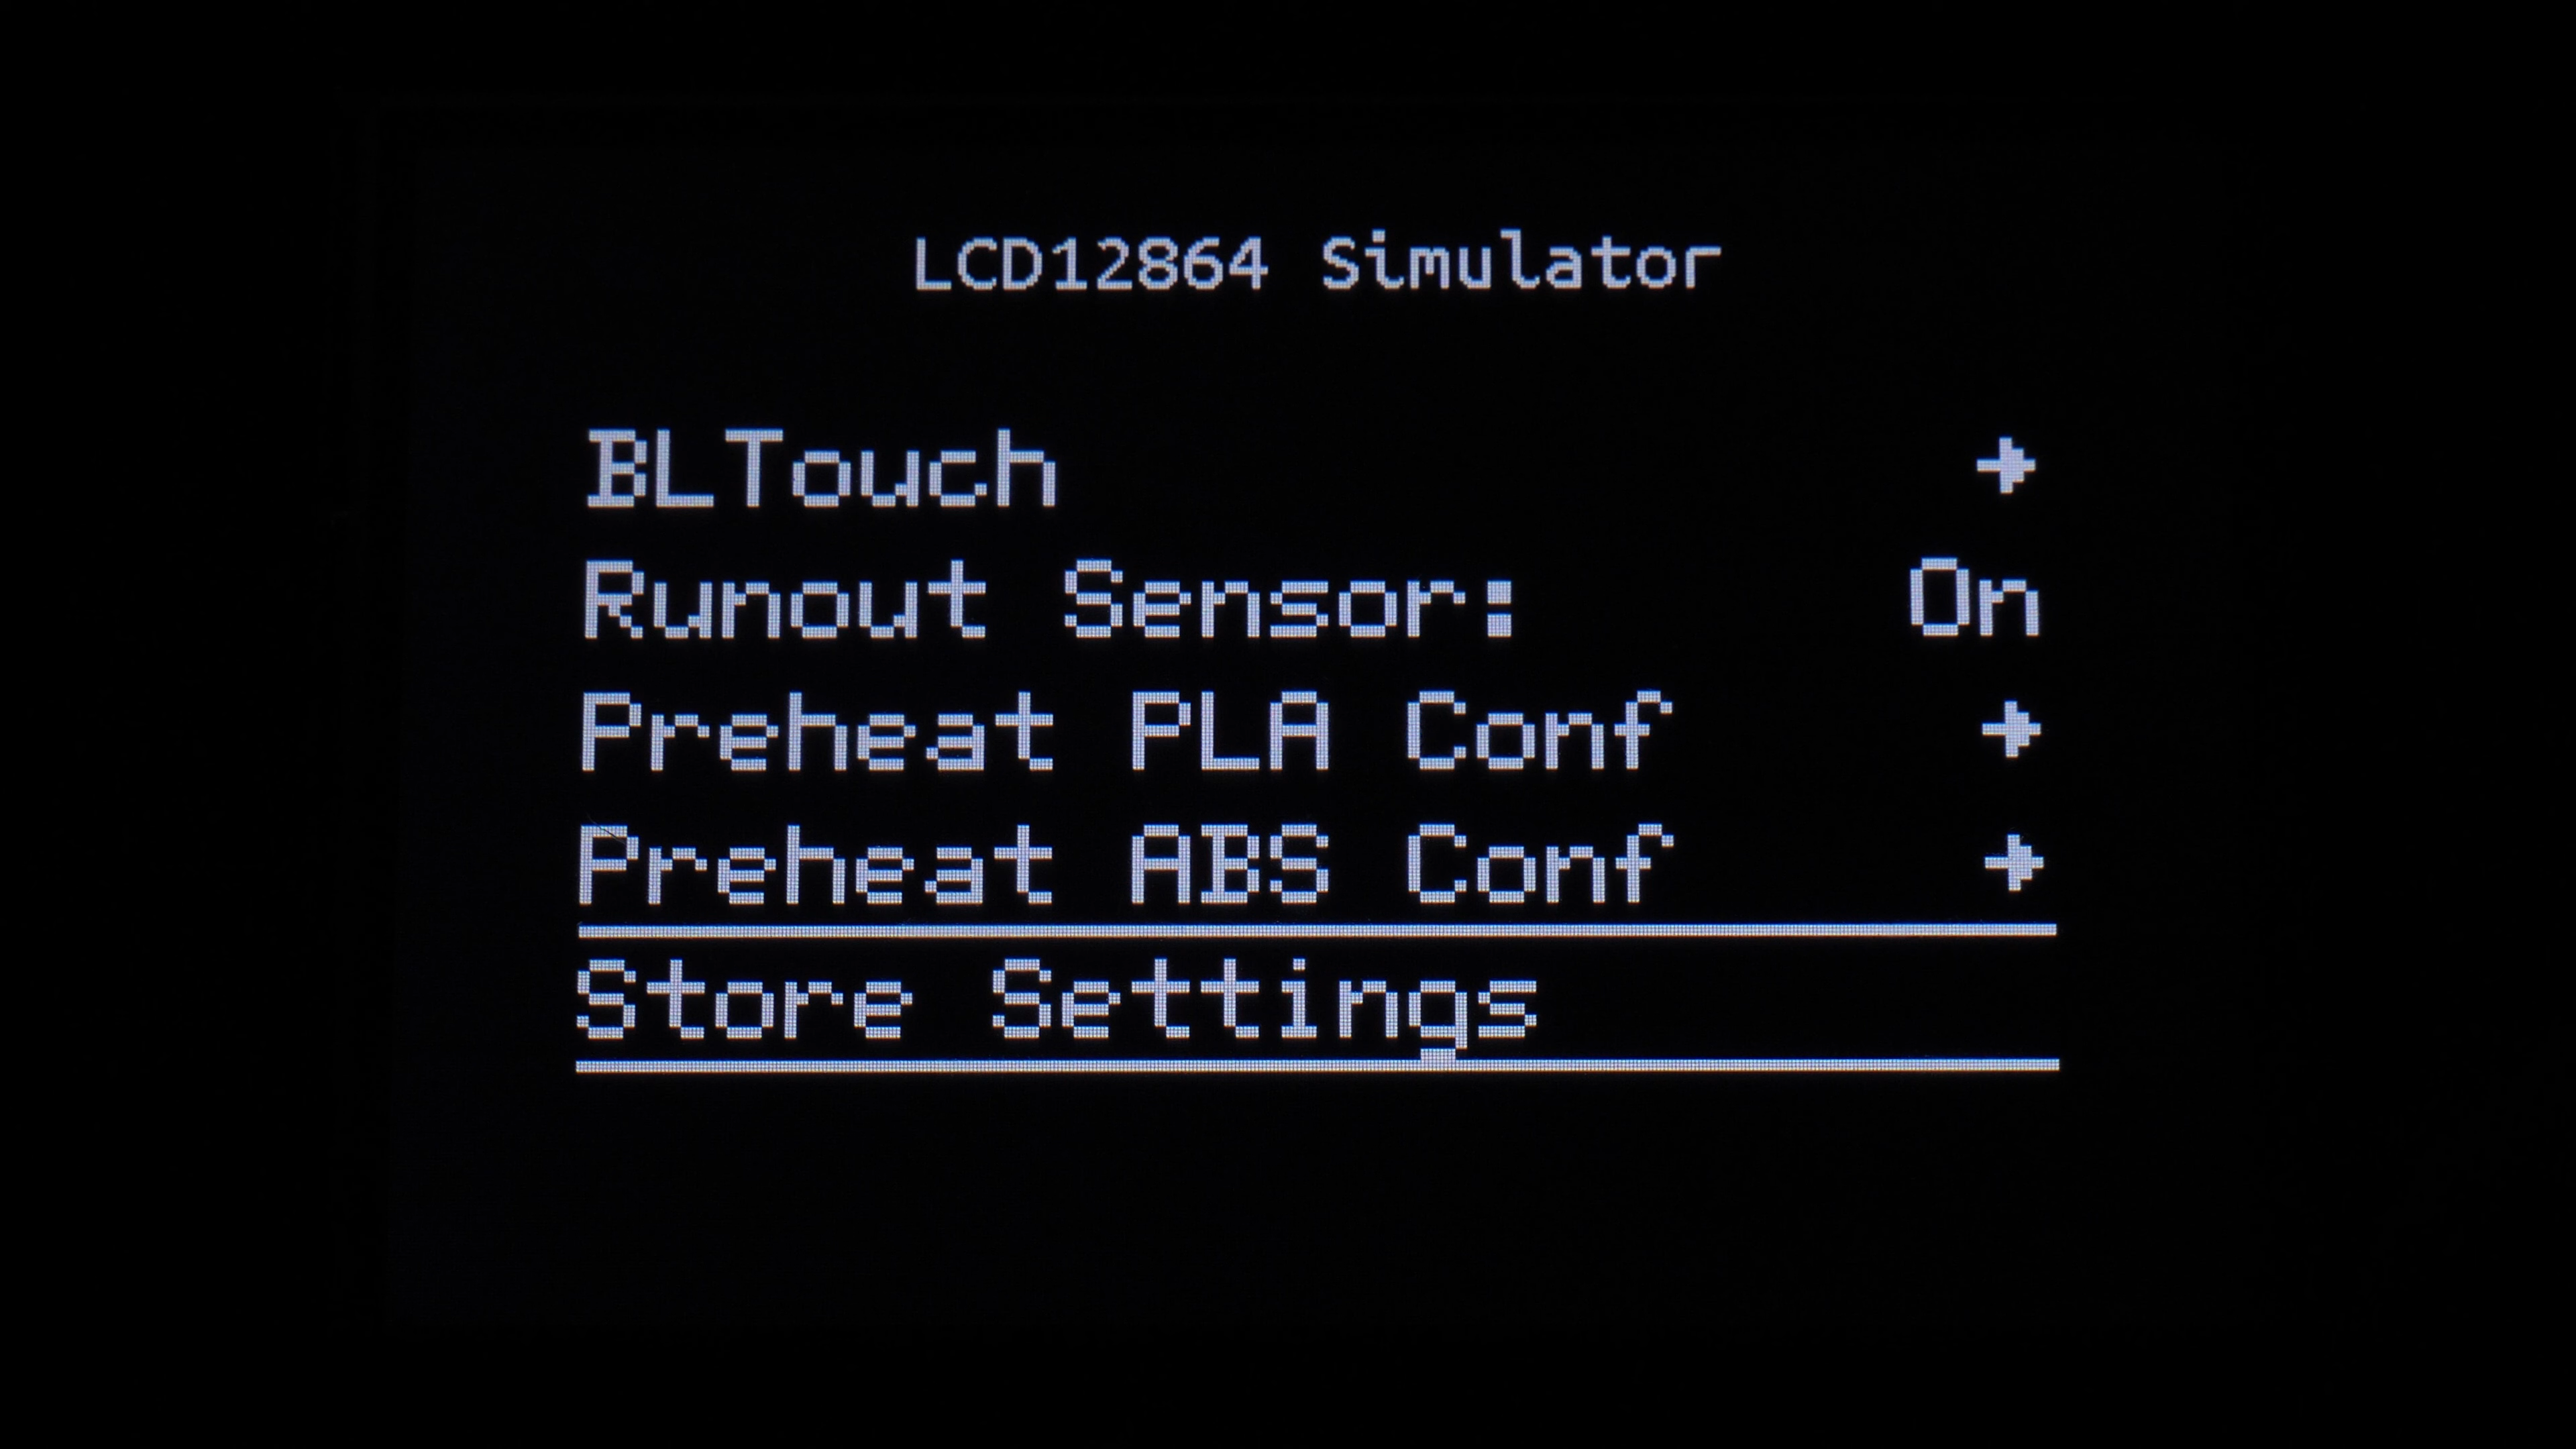 LCD12864 Simulator
BLTouch →
Runout Sensor: On
Preheat PLA Conf →
Preheat ABS Conf →
Store Settings